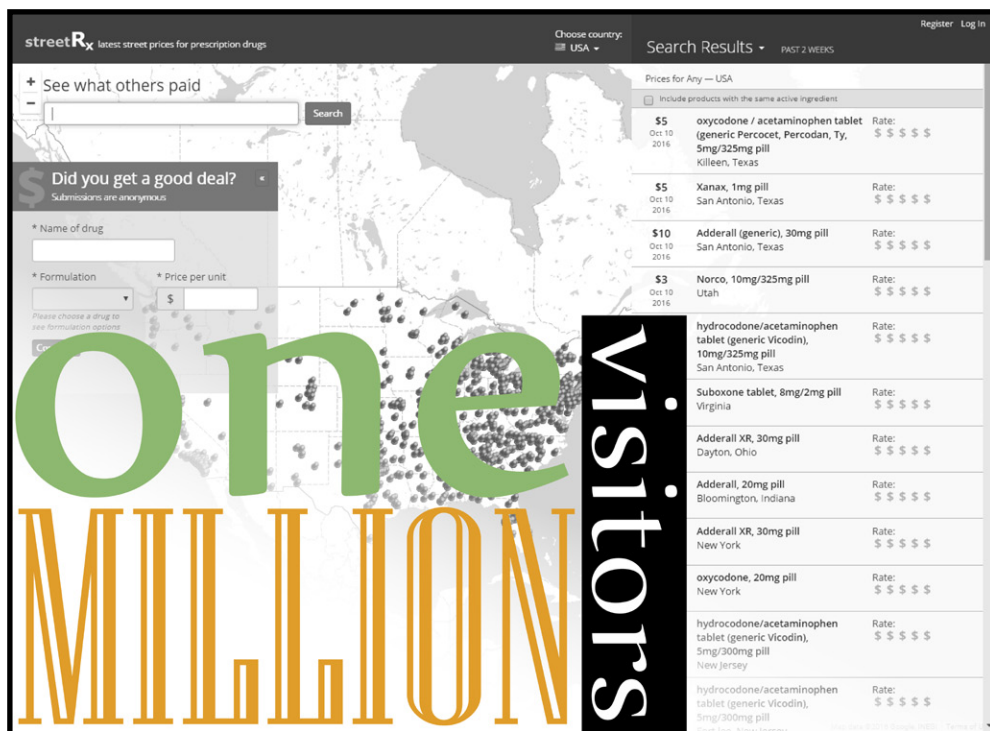 streetRx latest street prices for prescription drugs
Choose country:
USA
Register Log In
Search Results
PAST 2 WEEKS
+
−
See what others paid
Search
$
Did you get a good deal?
«
Submissions are anonymous
* Name of drug
* Formulation
* Price per unit
$
Please choose a drug to
see formulation options
one
MILLION
visitors
Prices for Any — USA
Include products with the same active ingredient
$5
Oct 10
2016
oxycodone / acetaminophen tablet
(generic Percocet, Percodan, Ty,
5mg/325mg pill
Killeen, Texas
Rate:
$ $ $ $ $
$5
Oct 10
2016
Xanax, 1mg pill
San Antonio, Texas
Rate:
$ $ $ $ $
$10
Oct 10
2016
Adderall (generic), 30mg pill
San Antonio, Texas
Rate:
$ $ $ $ $
$3
Oct 10
2016
Norco, 10mg/325mg pill
Utah
Rate:
$ $ $ $ $
hydrocodone/acetaminophen
tablet (generic Vicodin),
10mg/325mg pill
San Antonio, Texas
Rate:
$ $ $ $ $
Suboxone tablet, 8mg/2mg pill
Virginia
Rate:
$ $ $ $ $
Adderall XR, 30mg pill
Dayton, Ohio
Rate:
$ $ $ $ $
Adderall, 20mg pill
Bloomington, Indiana
Rate:
$ $ $ $ $
Adderall XR, 30mg pill
New York
Rate:
$ $ $ $ $
oxycodone, 20mg pill
New York
Rate:
$ $ $ $ $
hydrocodone/acetaminophen
tablet (generic Vicodin),
5mg/300mg pill
New Jersey
Rate:
$ $ $ $ $
hydrocodone/acetaminophen
tablet (generic Vicodin),
5mg/300mg pill
Rate:
$ $ $ $ $